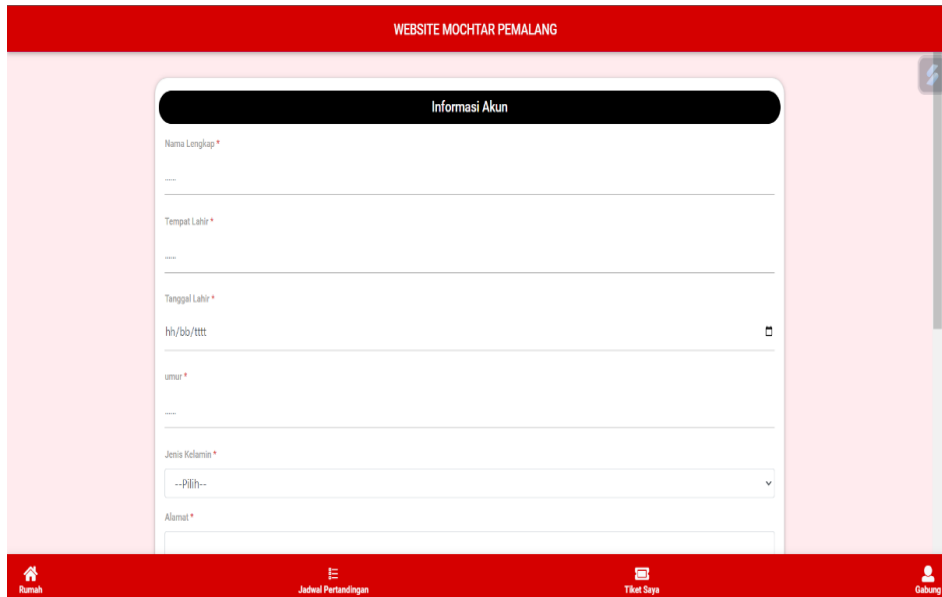 WEBSITE MOCHTAR PEMALANG
Informasi Akun
Nama Lengkap *
......
Tempat Lahir *
......
Tanggal Lahir *
hh/bb/tttt
umur *
......
Jenis Kelamin *
--Pilih--
Alamat *
Rumah
Jadwal Pertandingan
Tiket Saya
Gabung